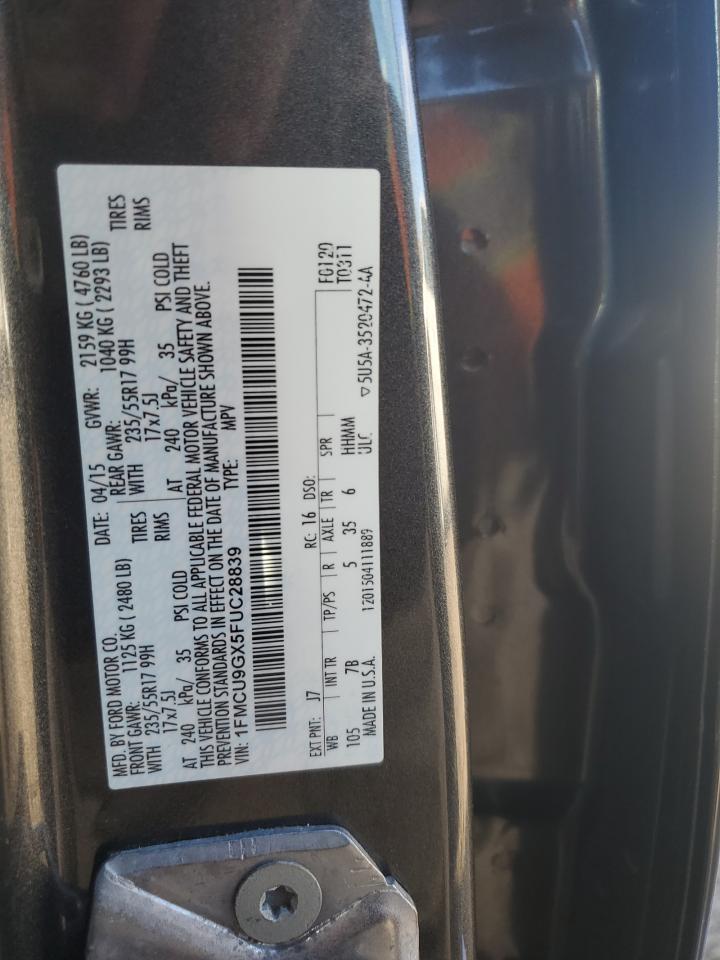 MFD. BY FORD MOTOR CO.
DATE: 04/15 GVWR: 2159 KG ( 4760 LB)
FRONT GAWR: 1125 KG ( 2480 LB) REAR GAWR: 1040 KG ( 2293 LB)
WITH 235/55R17 99H TIRES WITH 235/55R17 99H TIRES
17x7.5J RIMS 17x7.5J RIMS
AT 240 kPa/ 35 PSI COLD AT 240 kPa/ 35 PSI COLD
THIS VEHICLE CONFORMS TO ALL APPLICABLE FEDERAL MOTOR VEHICLE SAFETY AND THEFT
PREVENTION STANDARDS IN EFFECT ON THE DATE OF MANUFACTURE SHOWN ABOVE.
VIN: 1FMCU9GX5FUC28839 TYPE: MPV
EXT PNT: J7 RC: 16 DSO: F0120
WB INT TR TP/PS R AXLE TR SPR T0311
105 7B 5 35 6 HHMM
MADE IN U.S.A. 1201504111889 ▽5U5A-3520472-4A